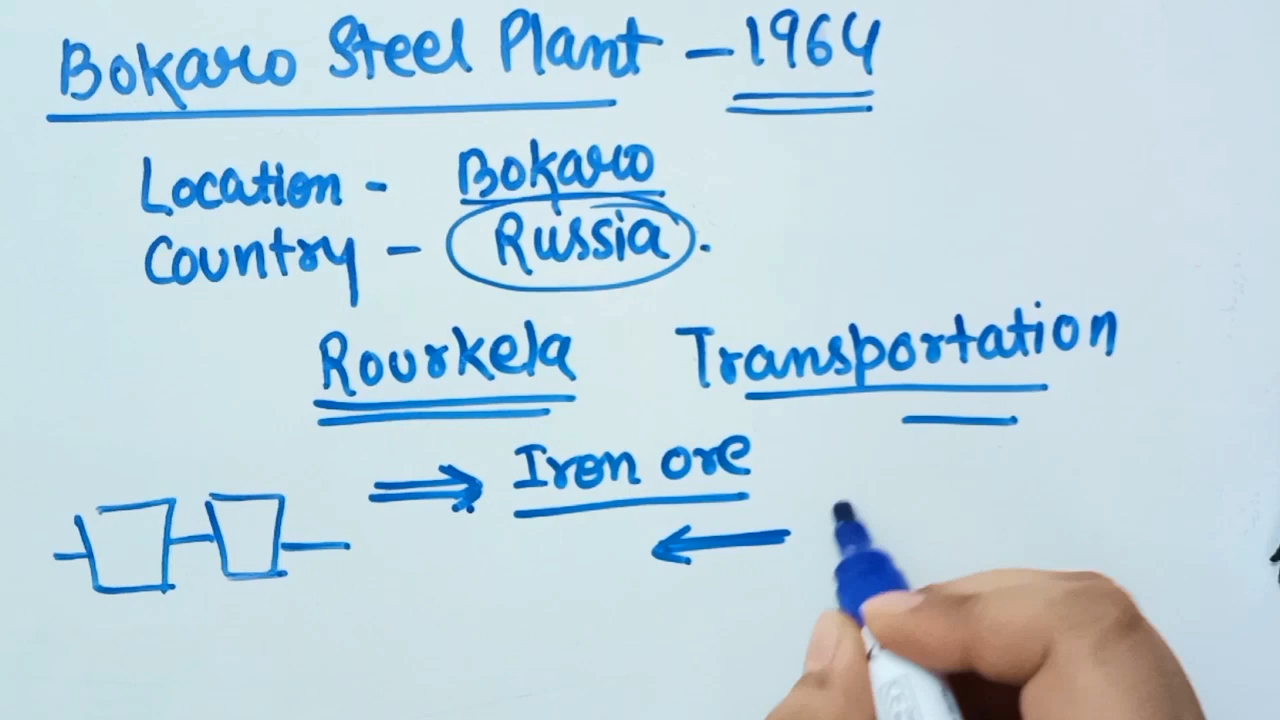 Bokaro Steel Plant - 1964
Location - Bokaro
Country - Russia.
Rourkela Transportation
Iron ore